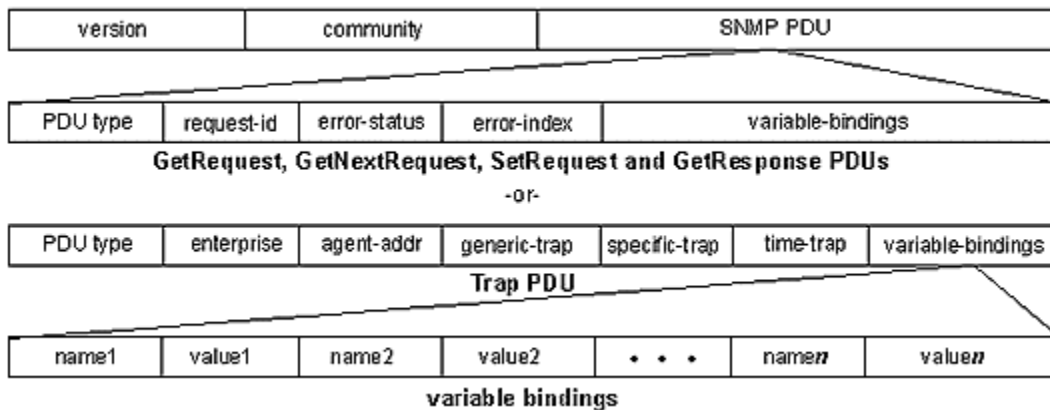 version community SNMP PDU
PDU type request-id error-status error-index variable-bindings
GetRequest, GetNextRequest, SetRequest and GetResponse PDUs
-or-
PDU type enterprise agent-addr generic-trap specific-trap time-trap variable-bindings
Trap PDU
name1 value1 name2 value2 • • • namen valuen
variable bindings